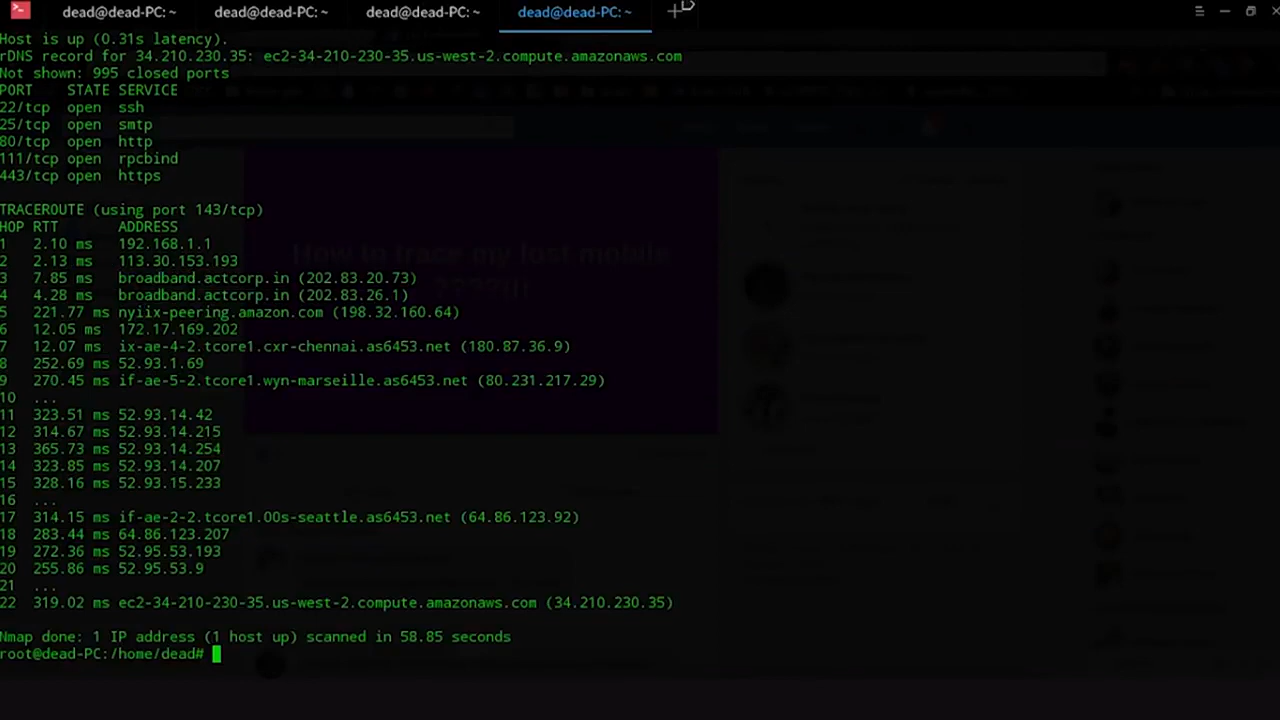 dead@dead-PC: ~ dead@dead-PC: ~ dead@dead-PC: ~ dead@dead-PC: ~
Host is up (0.31s latency).
rDNS record for 34.210.230.35: ec2-34-210-230-35.us-west-2.compute.amazonaws.com
Not shown: 995 closed ports
PORT STATE SERVICE
22/tcp open ssh
25/tcp open smtp
80/tcp open http
111/tcp open rpcbind
443/tcp open https
TRACEROUTE (using port 143/tcp)
HOP RTT ADDRESS
1 2.10 ms 192.168.1.1
2 2.13 ms 113.30.153.193
3 7.85 ms broadband.actcorp.in (202.83.20.73)
4 4.28 ms broadband.actcorp.in (202.83.26.1)
5 221.77 ms nyiix-peering.amazon.com (198.32.160.64)
6 12.05 ms 172.17.169.202
7 12.07 ms ix-ae-4-2.tcore1.cxr-chennai.as6453.net (180.87.36.9)
8 252.69 ms 52.93.1.69
9 270.45 ms if-ae-5-2.tcore1.wyn-marseille.as6453.net (80.231.217.29)
10 ...
11 323.51 ms 52.93.14.42
12 314.67 ms 52.93.14.215
13 365.73 ms 52.93.14.254
14 323.85 ms 52.93.14.207
15 328.16 ms 52.93.15.233
16 ...
17 314.15 ms if-ae-2-2.tcore1.00s-seattle.as6453.net (64.86.123.92)
18 283.44 ms 64.86.123.207
19 272.36 ms 52.95.53.193
20 255.86 ms 52.95.53.9
21 ...
22 319.02 ms ec2-34-210-230-35.us-west-2.compute.amazonaws.com (34.210.230.35)
Nmap done: 1 IP address (1 host up) scanned in 58.85 seconds
root@dead-PC:/home/dead#
How to trace my lost mobile